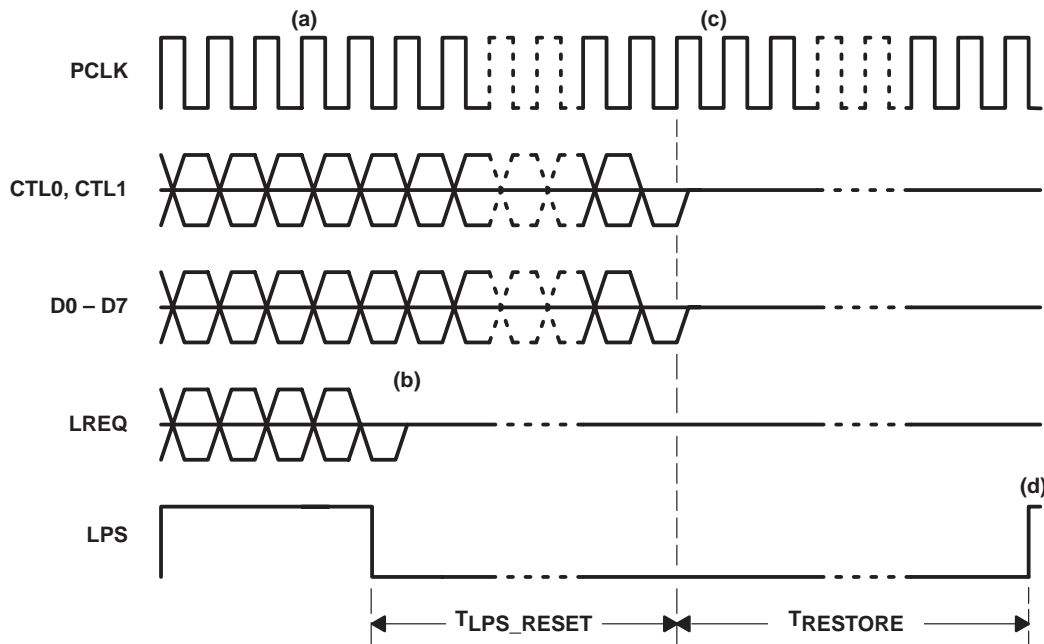 (a)
(c)
PCLK
CTL0, CTL1
D0 – D7
(b)
LREQ
(d)
LPS
TLPS_RESET
TRESTORE